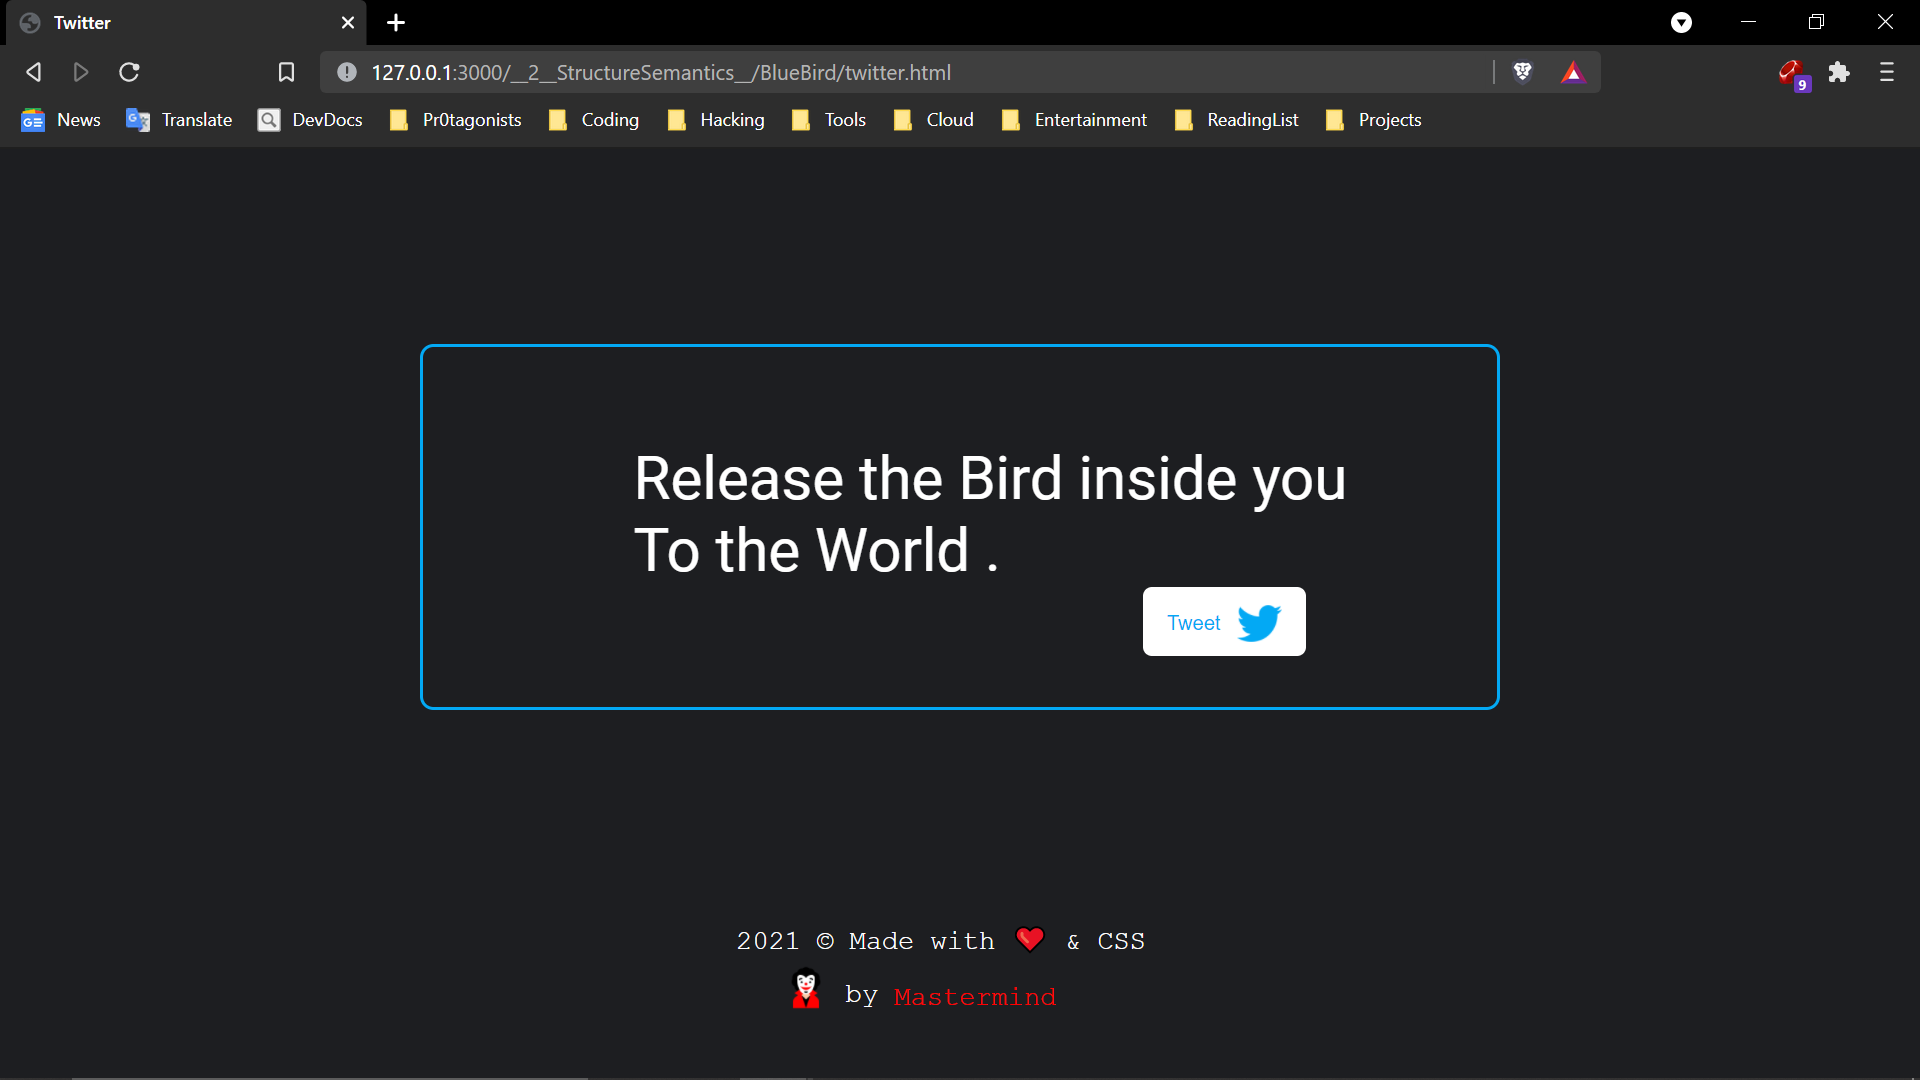 Twitter
127.0.0.1:3000/__2__StructureSemantics__/BlueBird/twitter.html
9
News Translate DevDocs Pr0tagonists Coding Hacking Tools Cloud Entertainment ReadingList Projects
Release the Bird inside you
To the World .
Tweet
2021 © Made with ❤ & CSS
by Mastermind